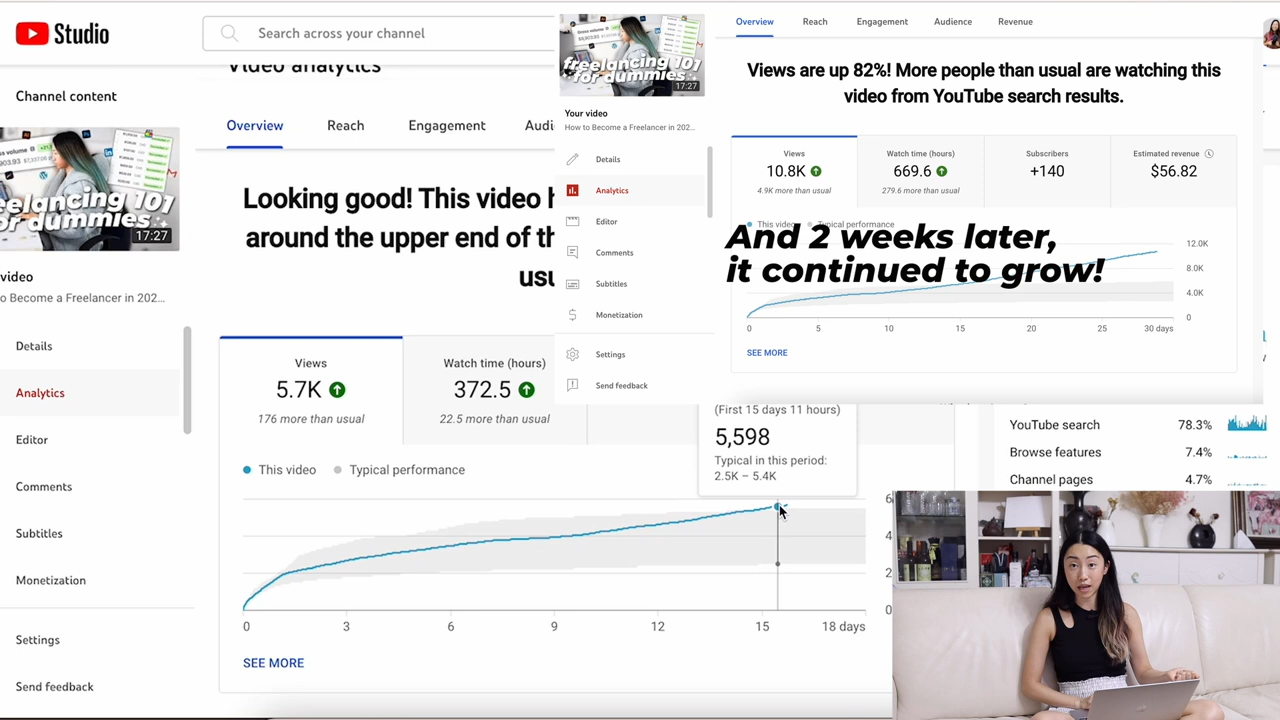 Studio
Search across your channel
Channel content
Video analytics
freelancing 101
for dummies
17:27
video
o to Become a Freelancer in 202...
Details
Analytics
Editor
Comments
Subtitles
Monetization
Settings
Send feedback
Overview
Reach
Engagement
Audi
Looking good! This video h
around the upper end of th
usu
Views
5.7K
176 more than usual
Watch time (hours)
372.5
22.5 more than usual
This video
Typical performance
(First 15 days 11 hours)
5,598
Typical in this period:
2.5K – 5.4K
6
4
2
0
0 3 6 9 12 15 18 days
SEE MORE
freelancing 101
for dummies
17:27
Your video
How to Become a Freelancer in 202...
Details
Analytics
Editor
Comments
Subtitles
Monetization
Settings
Send feedback
Overview
Reach
Engagement
Audience
Revenue
Views are up 82%! More people than usual are watching this
video from YouTube search results.
Views
10.8K
4.9K more than usual
Watch time (hours)
669.6
279.6 more than usual
Subscribers
+140
Estimated revenue
$56.82
This video
Typical performance
And 2 weeks later,
it continued to grow!
12.0K
8.0K
4.0K
0
0 5 10 15 20 25 30 days
SEE MORE
YouTube search 78.3%
Browse features 7.4%
Channel pages 4.7%